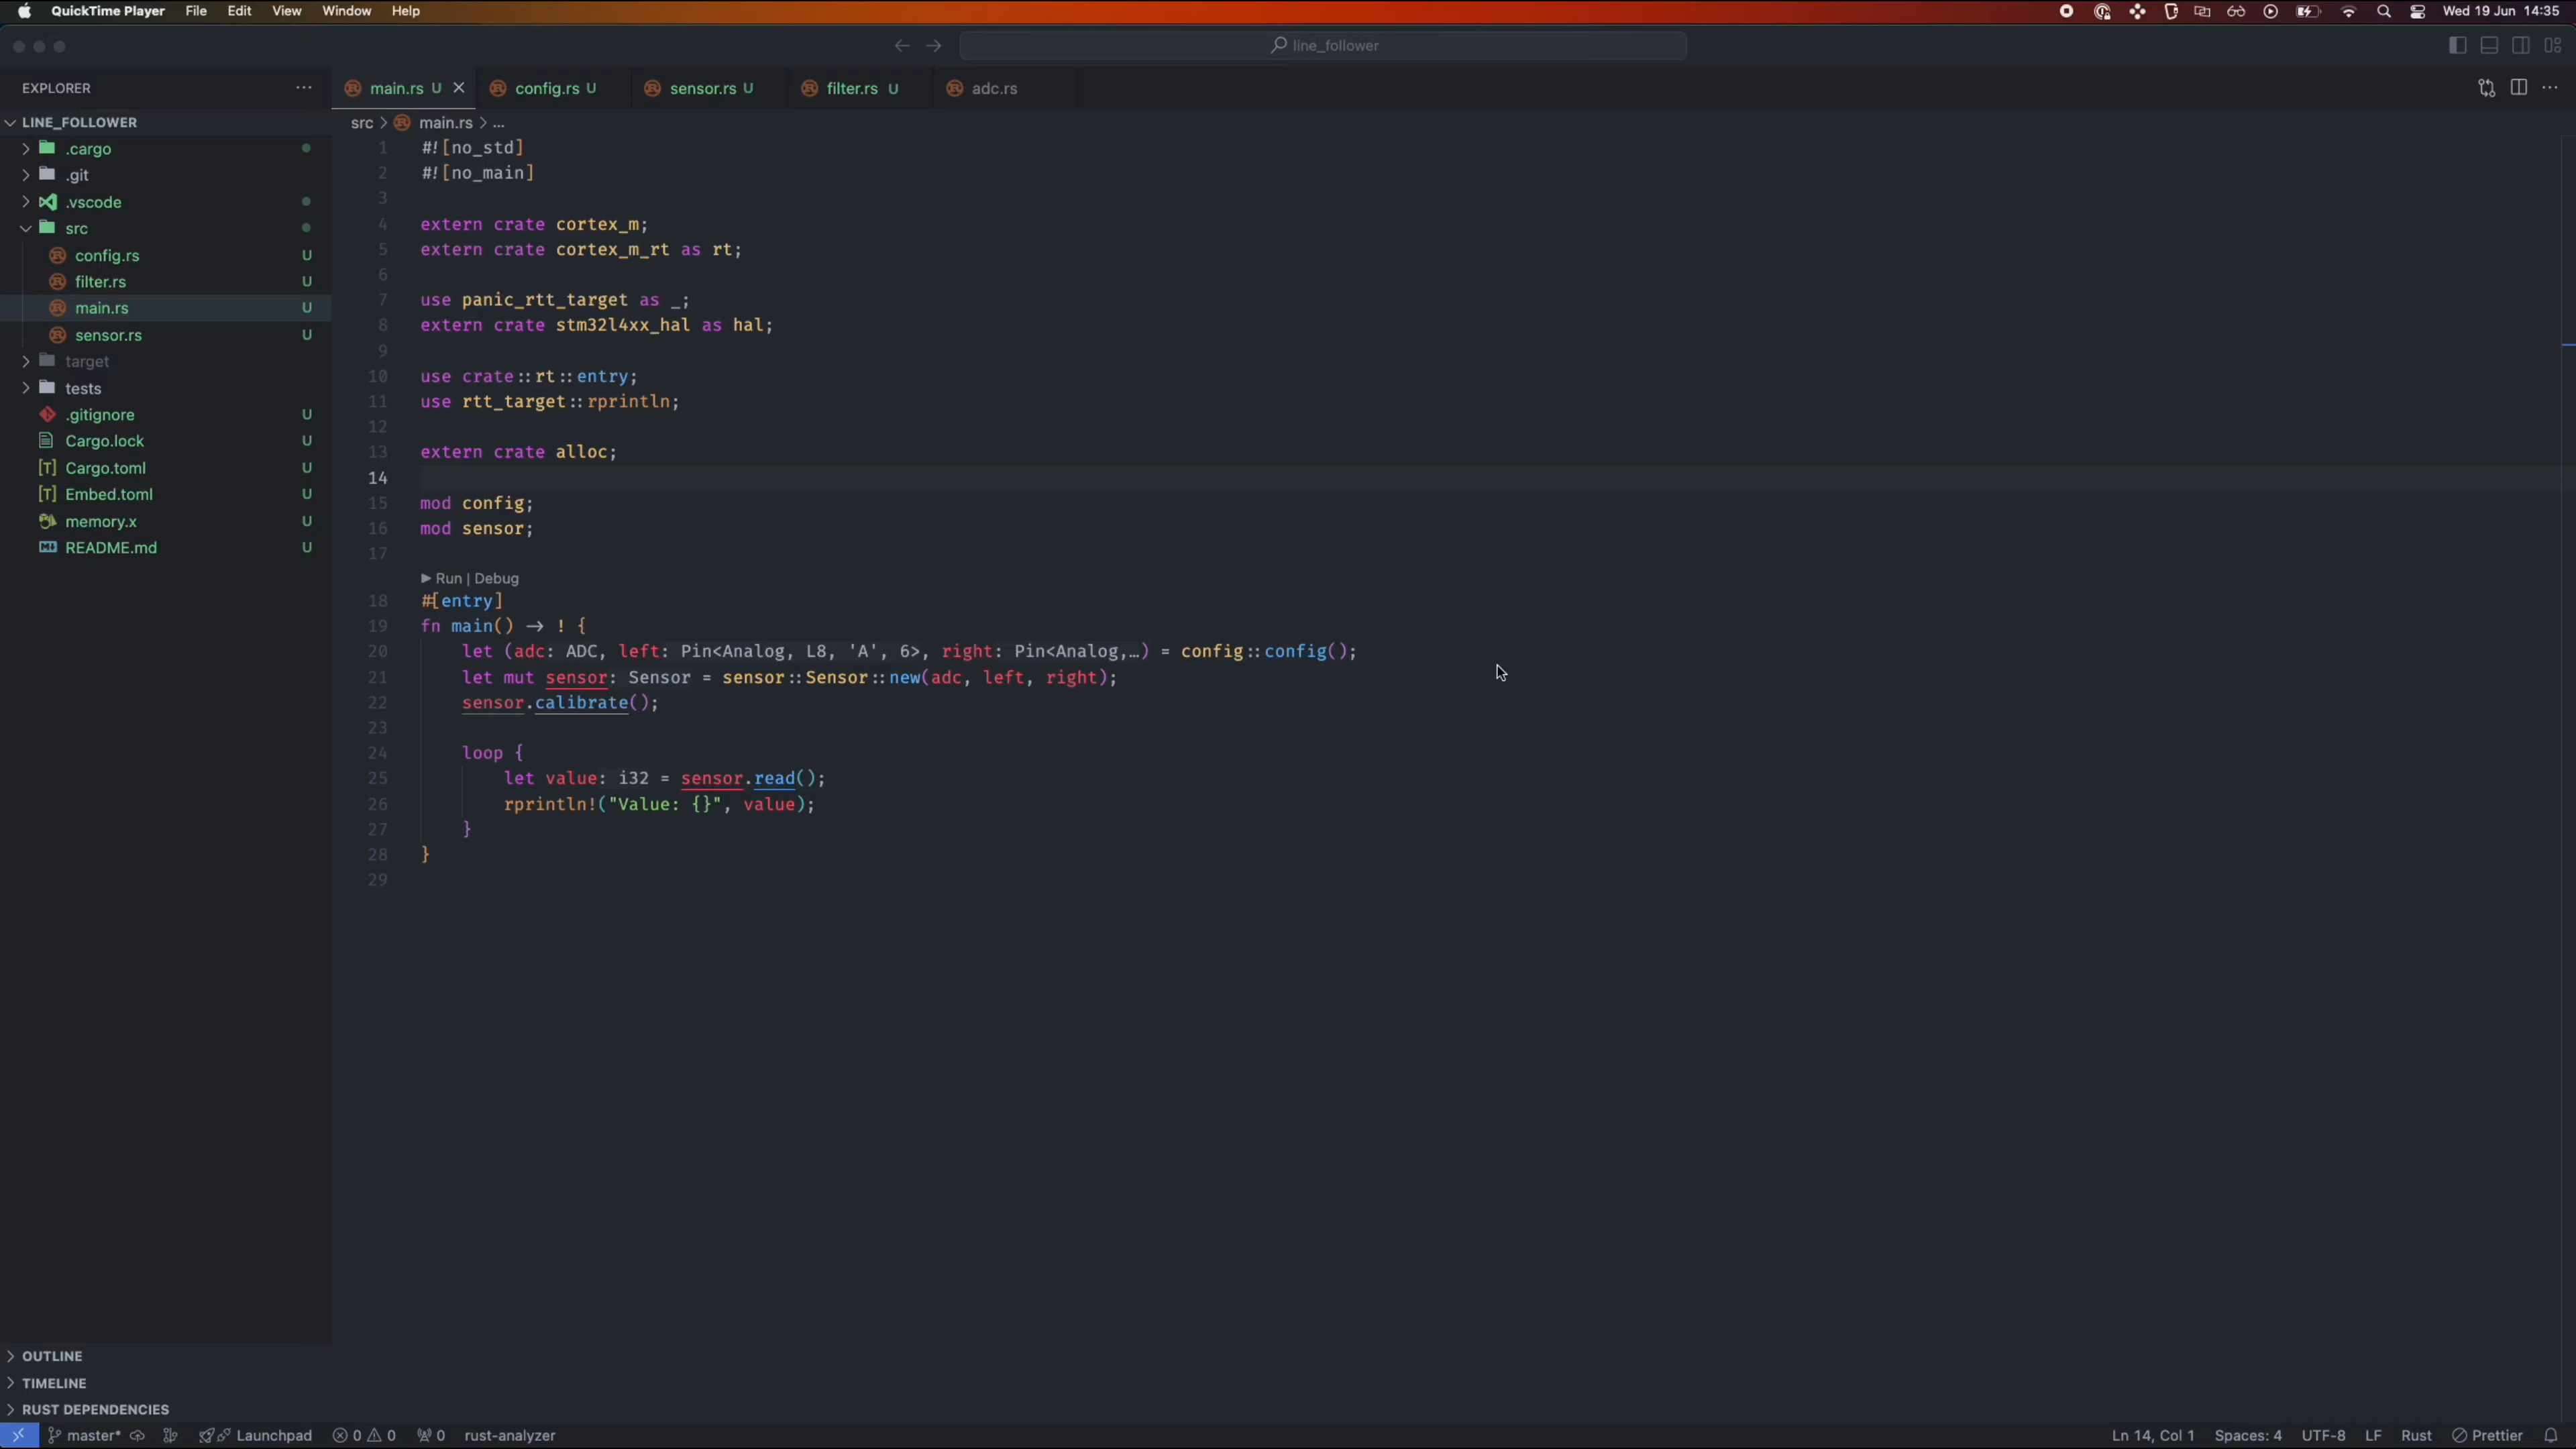 QuickTime Player File Edit View Window Help Wed 19 Jun 14:35
line_follower
EXPLORER
LINE_FOLLOWER
.cargo
.git
.vscode
src
config.rs U
filter.rs U
main.rs U
sensor.rs U
target
tests
.gitignore U
Cargo.lock U
[T] Cargo.toml U
[T] Embed.toml U
memory.x U
README.md U
OUTLINE
TIMELINE
RUST DEPENDENCIES
main.rs U config.rs U sensor.rs U filter.rs U adc.rs
src > main.rs > ...
1 #![no_std]
2 #![no_main]
3
4 extern crate cortex_m;
5 extern crate cortex_m_rt as rt;
6
7 use panic_rtt_target as _;
8 extern crate stm32l4xx_hal as hal;
9
10 use crate::rt::entry;
11 use rtt_target::rprintln;
12
13 extern crate alloc;
14
15 mod config;
16 mod sensor;
17
Run | Debug
18 #[entry]
19 fn main() → ! {
20 let (adc: ADC, left: Pin<Analog, L8, 'A', 6>, right: Pin<Analog,…) = config::config();
21 let mut sensor: Sensor = sensor::Sensor::new(adc, left, right);
22 sensor.calibrate();
23
24 loop {
25 let value: i32 = sensor.read();
26 rprintln!("Value: {}", value);
27 }
28 }
29
master* Launchpad 0 0 0 rust-analyzer Ln 14, Col 1 Spaces: 4 UTF-8 LF Rust Prettier